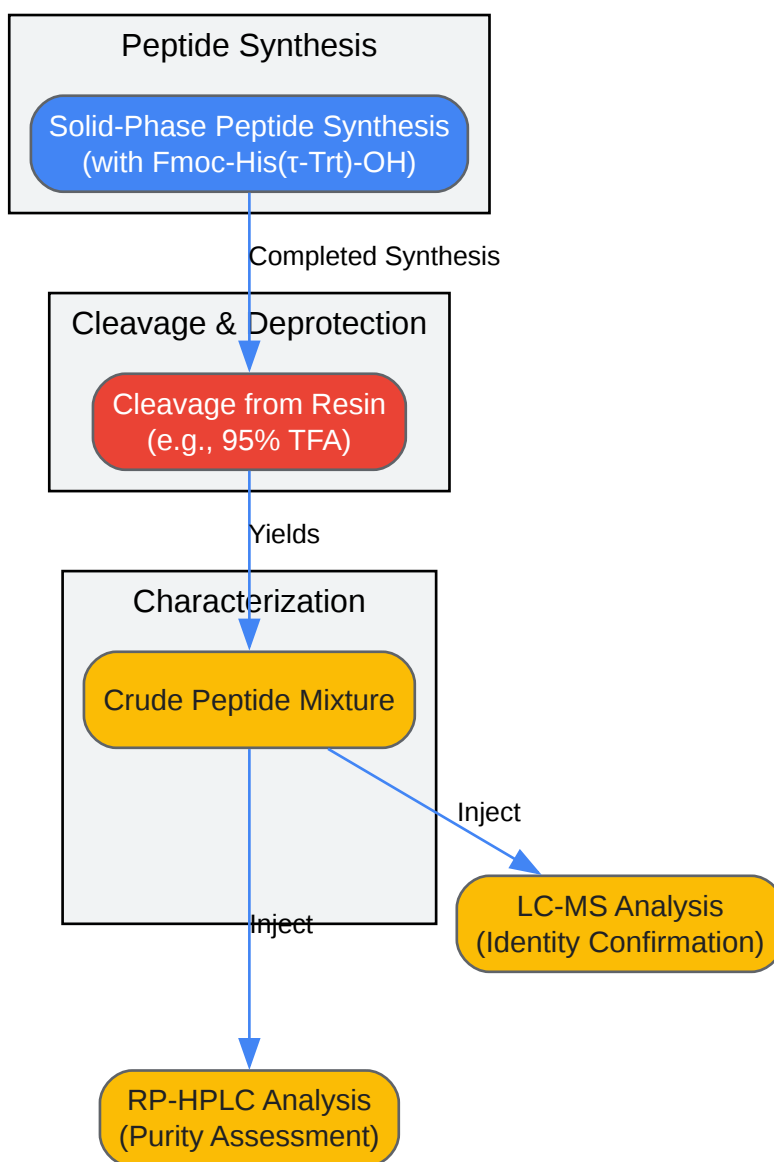 Peptide Synthesis
Solid-Phase Peptide Synthesis
(with Fmoc-His(τ-Trt)-OH)
Completed Synthesis
Cleavage & Deprotection
Cleavage from Resin
(e.g., 95% TFA)
Yields
Characterization
Crude Peptide Mixture
Inject
LC-MS Analysis
(Identity Confirmation)
Inject
RP-HPLC Analysis
(Purity Assessment)